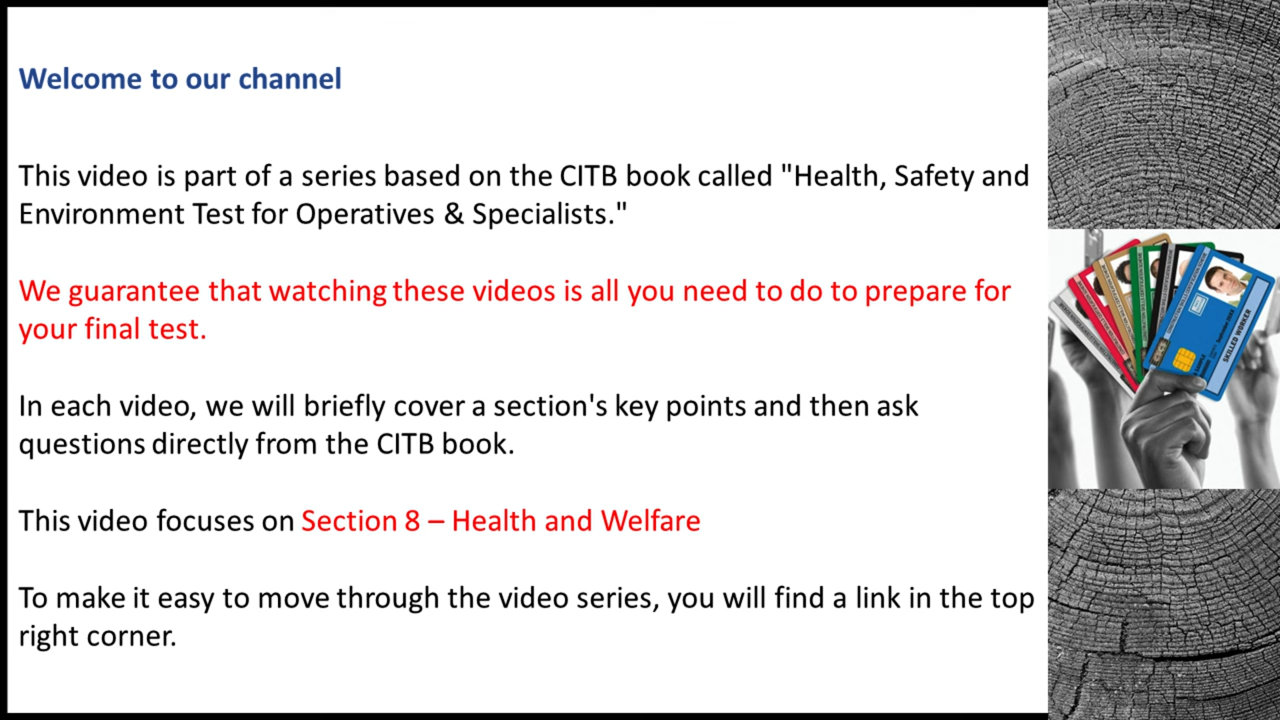 Welcome to our channel
This video is part of a series based on the CITB book called "Health, Safety and
Environment Test for Operatives & Specialists."
We guarantee that watching these videos is all you need to do to prepare for
your final test.
In each video, we will briefly cover a section's key points and then ask
questions directly from the CITB book.
This video focuses on Section 8 – Health and Welfare
To make it easy to move through the video series, you will find a link in the top
right corner.
SKILLED WORKER